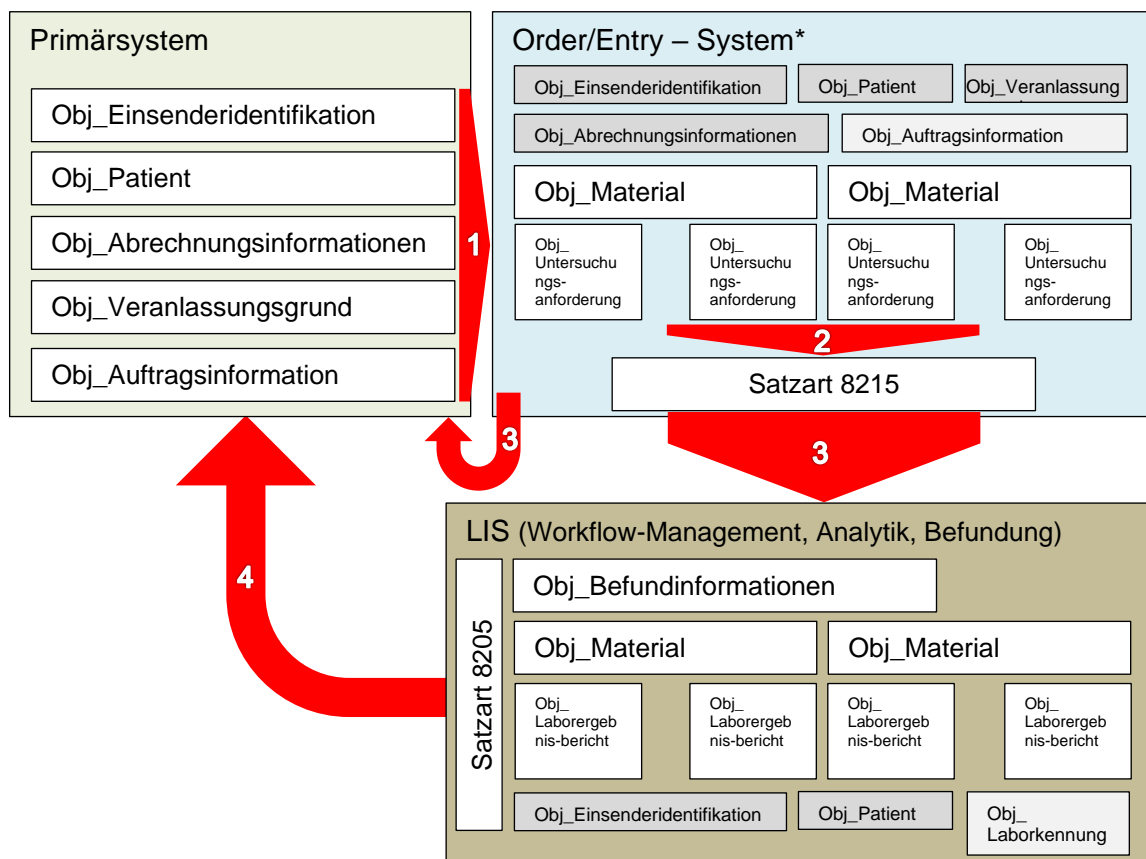 Primärsystem
Obj_Einsenderidentifikation
Obj_Patient
Obj_Abrechnungsinformationen
Obj_Veranlassungsgrund
Obj_Auftragsinformation
1
Order/Entry – System*
Obj_Einsenderidentifikation
Obj_Patient
Obj_Veranlassung
Obj_Abrechnungsinformationen
Obj_Auftragsinformation
Obj_Material
Obj_Material
Obj_
Untersuchu
ngs-
anforderung
Obj_
Untersuchu
ngs-
anforderung
Obj_
Untersuchu
ngs-
anforderung
Obj_
Untersuchu
ngs-
anforderung
2
Satzart 8215
3
3
4
LIS (Workflow-Management, Analytik, Befundung)
Satzart 8205
Obj_Befundinformationen
Obj_Material
Obj_Material
Obj_
Laborergeb
nis-bericht
Obj_
Laborergeb
nis-bericht
Obj_
Laborergeb
nis-bericht
Obj_
Laborergeb
nis-bericht
Obj_Einsenderidentifikation
Obj_Patient
Obj_
Laborkennung